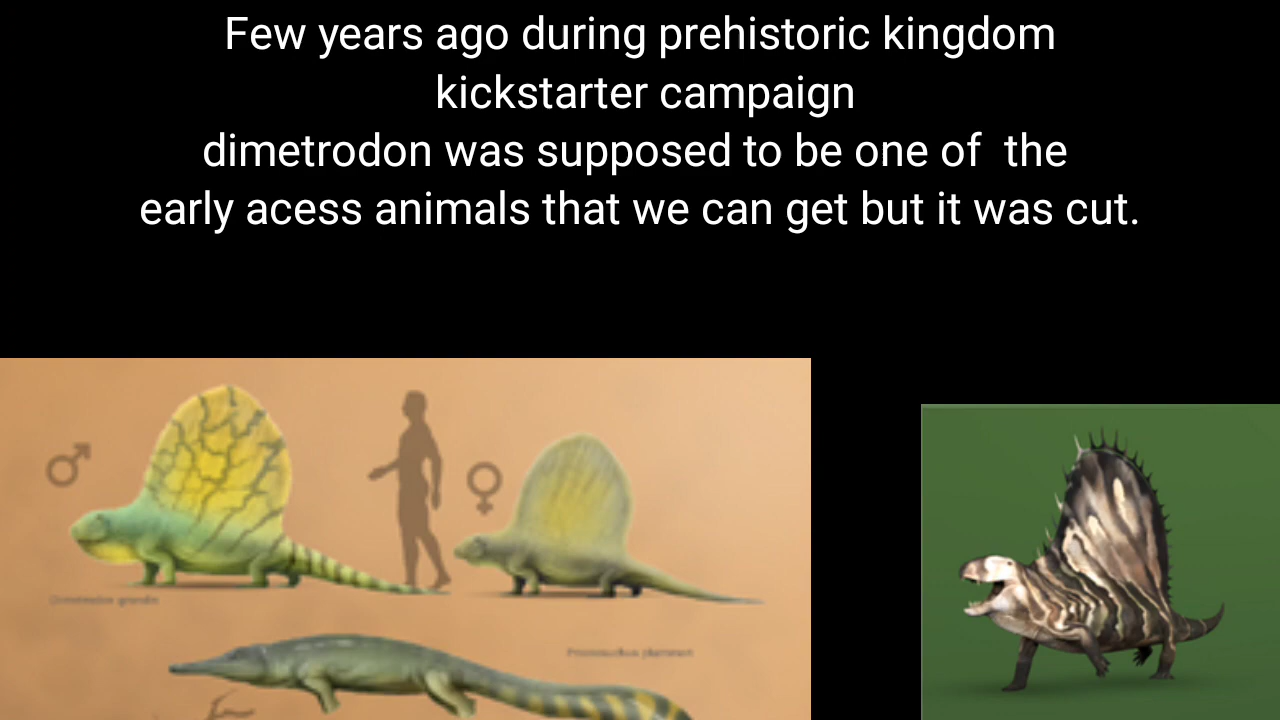 Few years ago during prehistoric kingdom
kickstarter campaign
dimetrodon was supposed to be one of  the
early acess animals that we can get but it was cut.
♂
♀